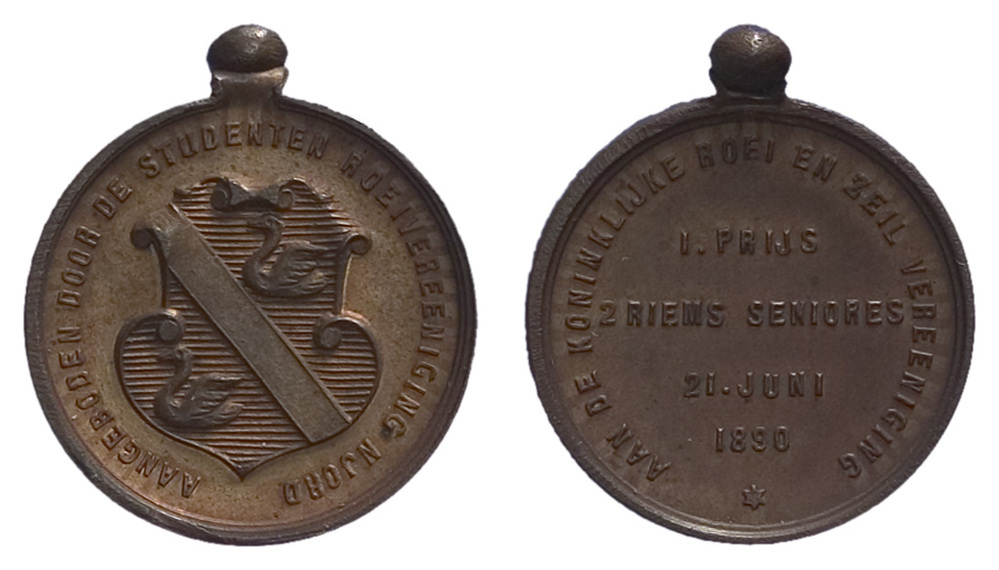 AANGEBODEN DOOR DE STUDENTEN ROEIVEREENIGING NJORD
AAN DE KONINKLIJKE ROEI EN ZEIL VEREENIGING
1. PRIJS
2 RIEMS SENIORES
21. JUNI
1890